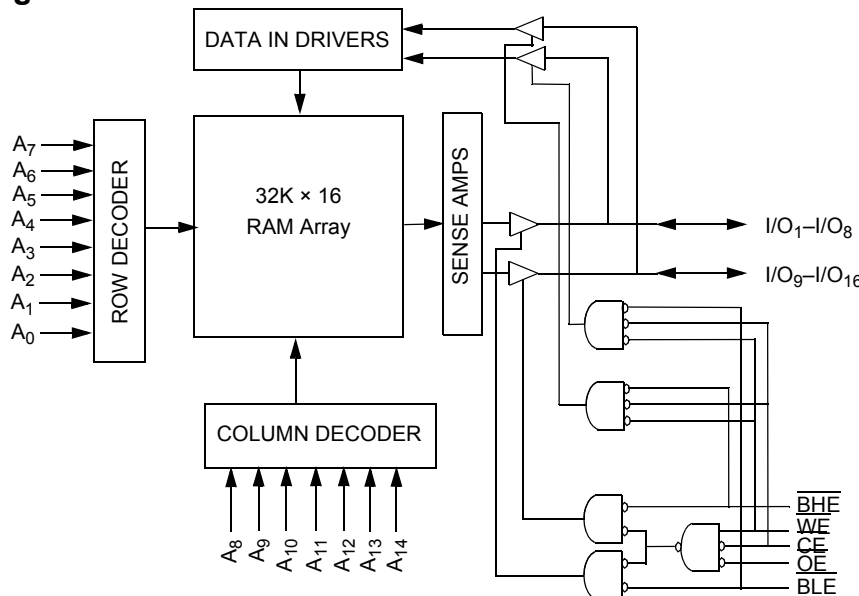 DATA IN DRIVERS
A7
A6
A5
A4
A3
A2
A1
A0
ROW DECODER
32K × 16
RAM Array
SENSE AMPS
I/O1–I/O8
I/O9–I/O16
COLUMN DECODER
A8
A9
A10
A11
A12
A13
A14
BHE
WE
CE
OE
BLE